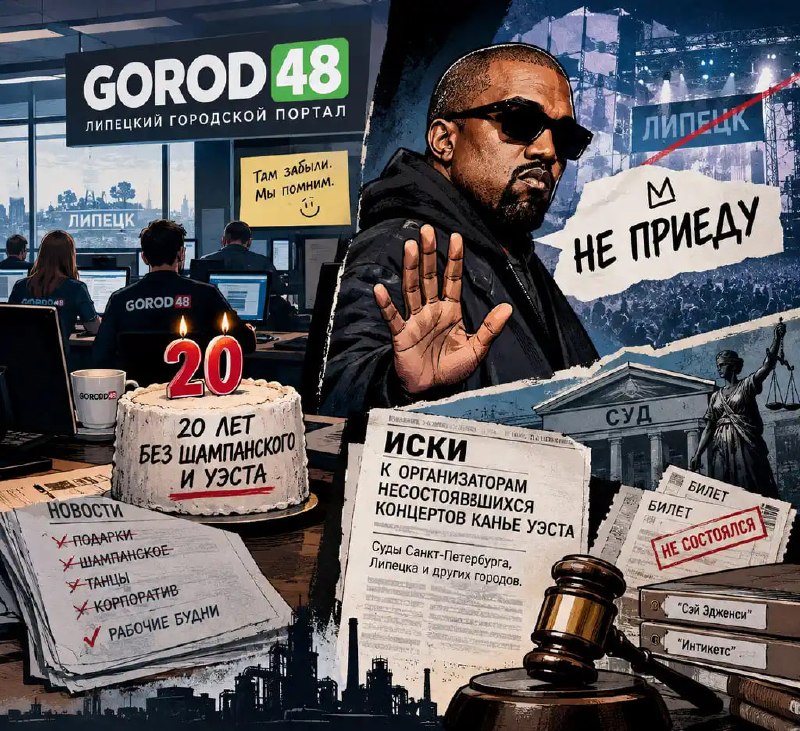 GOROD48
ЛИПЕЦКИЙ ГОРОДСКОЙ ПОРТАЛ
Там забыли.
Мы помним.
ЛИПЕЦК
GOROD48
GOROD48
GOROD48
20
20 ЛЕТ
БЕЗ ШАМПАНСКОГО
И УЭСТА
НОВОСТИ
ПОДАРКИ
ШАМПАНСКОЕ
ТАНЦЫ
КОРПОРАТИВ
РАБОЧИЕ БУДНИ
ЛИПЕЦК
НЕ ПРИЕДУ
СУД
ИСКИ
К ОРГАНИЗАТОРАМ
НЕСОСТОЯВШИХСЯ
КОНЦЕРТОВ КАНЬЕ УЭСТА
Суды Санкт-Петербурга,
Липецка и других городов.
БИЛЕТ
БИЛЕТ
НЕ СОСТОЯЛСЯ
"Сэй Эдженси"
"Интикетс"